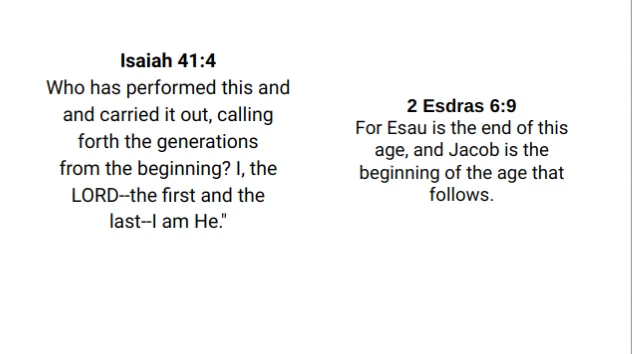 Isaiah 41:4
Who has performed this and
and carried it out, calling
forth the generations
from the beginning? I, the
LORD--the first and the
last--I am He."
2 Esdras 6:9
For Esau is the end of this
age, and Jacob is the
beginning of the age that
follows.